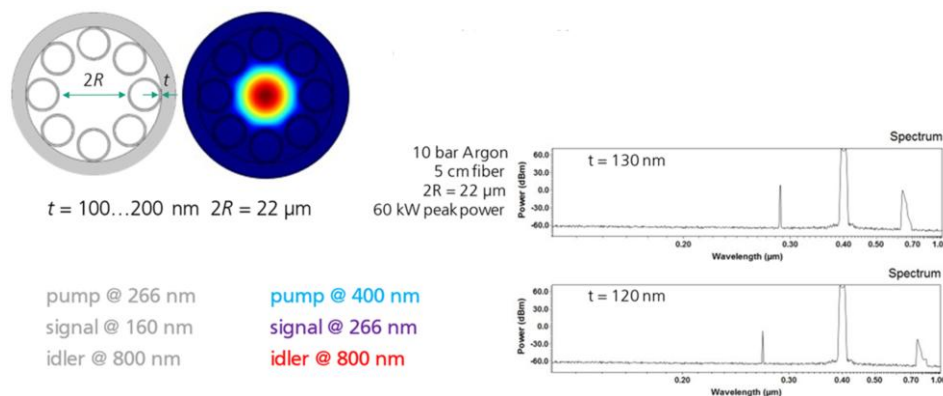 2R
t
t = 100...200 nm 2R = 22 µm
pump @ 266 nm
signal @ 160 nm
idler @ 800 nm
pump @ 400 nm
signal @ 266 nm
idler @ 800 nm
10 bar Argon
5 cm fiber
2R = 22 µm
60 kW peak power
Spectrum
t = 130 nm
Power (dBm)
60.0
30.0
0.0
-30.0
-60.0
0.20 0.30 0.40 0.50 0.70 1.0
Wavelength (µm)
Spectrum
t = 120 nm
Power (dBm)
60.0
30.0
0.0
-30.0
-60.0
0.20 0.30 0.40 0.50 0.70 1.0
Wavelength (µm)